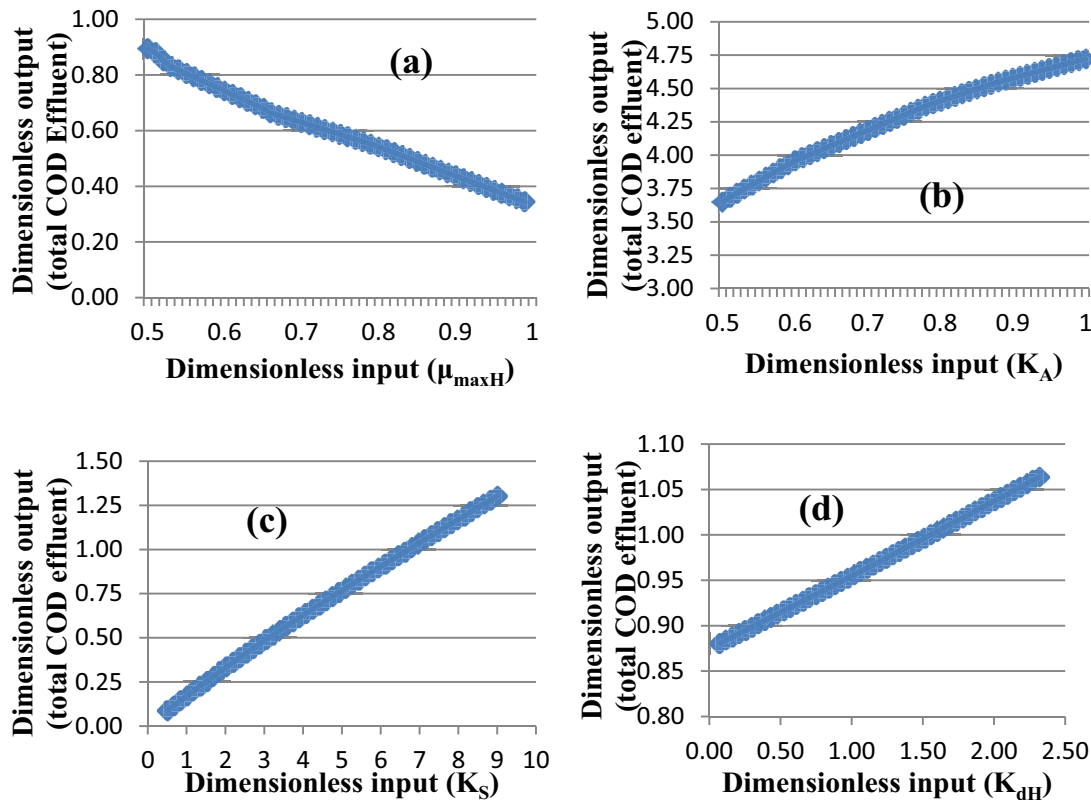 Dimensionless output
(total COD Effluent)
1.00
0.80
0.60
0.40
0.20
0.00
(a)
0.5 0.6 0.7 0.8 0.9 1
Dimensionless input (μmaxH)
Dimensionless output
(total COD effluent)
5.00
4.75
4.50
4.25
4.00
3.75
3.50
3.25
3.00
(b)
0.5 0.6 0.7 0.8 0.9 1
Dimensionless input (KA)
Dimensionless output
(total COD effluent)
1.50
1.25
1.00
0.75
0.50
0.25
0.00
(c)
0 1 2 3 4 5 6 7 8 9 10
Dimensionless input (KS)
Dimensionless output
(total COD effluent)
1.10
1.05
1.00
0.95
0.90
0.85
0.80
(d)
0.00 0.50 1.00 1.50 2.00 2.50
Dimensionless input (KdH)